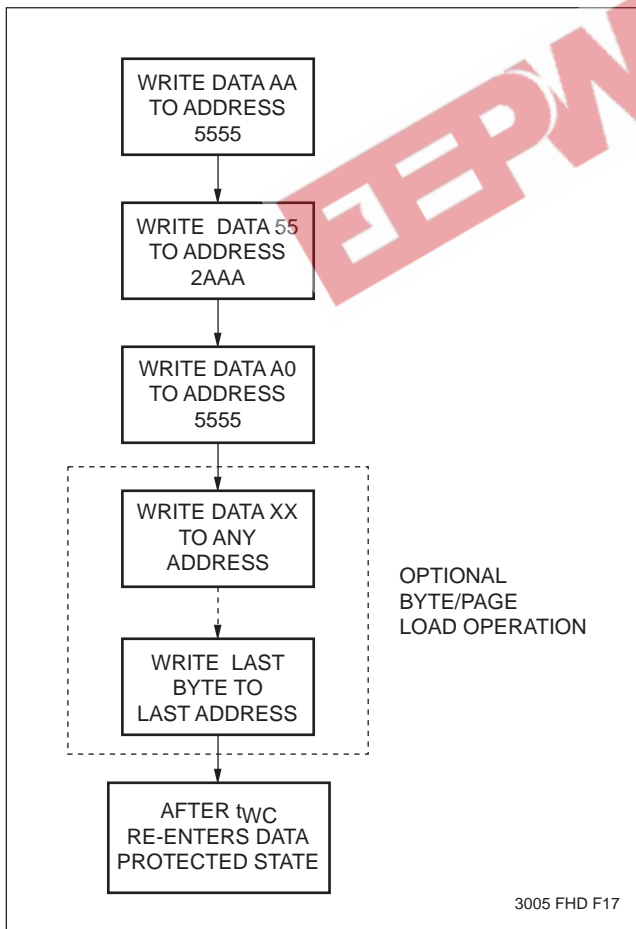 WRITE DATA AA
TO ADDRESS
5555
WRITE DATA 55
TO ADDRESS
2AAA
WRITE DATA A0
TO ADDRESS
5555
WRITE DATA XX
TO ANY
ADDRESS
WRITE LAST
BYTE TO
LAST ADDRESS
OPTIONAL
BYTE/PAGE
LOAD OPERATION
AFTER tWC
RE-ENTERS DATA
PROTECTED STATE
3005 FHD F17
EEPW